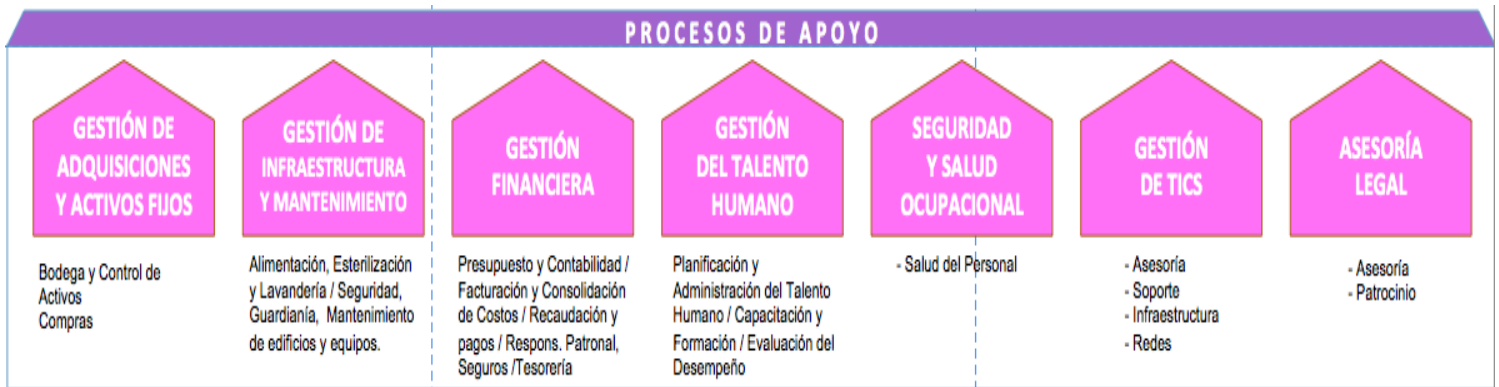 PROCESOS DE APOYO
GESTIÓN DE
ADQUISICIONES
Y ACTIVOS FIJOS
Bodega y Control de
Activos
Compras
GESTIÓN DE
INFRAESTRUCTURA
Y MANTENIMIENTO
Alimentación, Esterilización
y Lavandería / Seguridad,
Guardianía, Mantenimiento
de edificios y equipos.
GESTIÓN
FINANCIERA
Presupuesto y Contabilidad /
Facturación y Consolidación
de Costos / Recaudación y
pagos / Respons. Patronal,
Seguros /Tesorería
GESTIÓN
DEL TALENTO
HUMANO
Planificación y
Administración del Talento
Humano / Capacitación y
Formación / Evaluación del
Desempeño
SEGURIDAD
Y SALUD
OCUPACIONAL
- Salud del Personal
GESTIÓN
DE TICS
- Asesoría
- Soporte
- Infraestructura
- Redes
ASESORÍA
LEGAL
- Asesoría
- Patrocinio